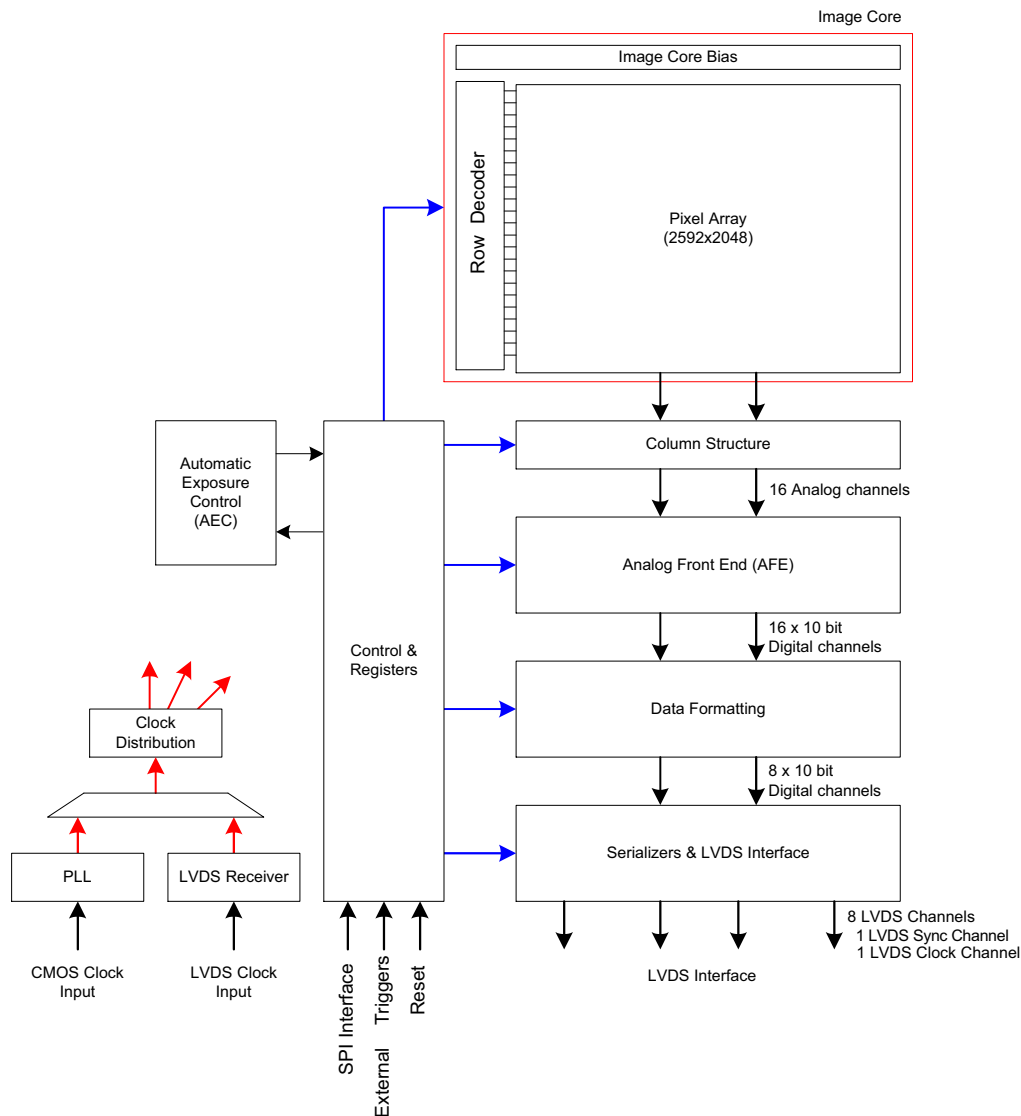 Image Core
Image Core Bias
Row Decoder
Pixel Array
(2592x2048)
Automatic
Exposure
Control
(AEC)
Column Structure
16 Analog channels
Analog Front End (AFE)
16 x 10 bit
Digital channels
Control &
Registers
Data Formatting
Clock
Distribution
8 x 10 bit
Digital channels
Serializers & LVDS Interface
PLL
LVDS Receiver
8 LVDS Channels
1 LVDS Sync Channel
1 LVDS Clock Channel
LVDS Interface
CMOS Clock
Input
LVDS Clock
Input
SPI Interface
External Triggers
Reset